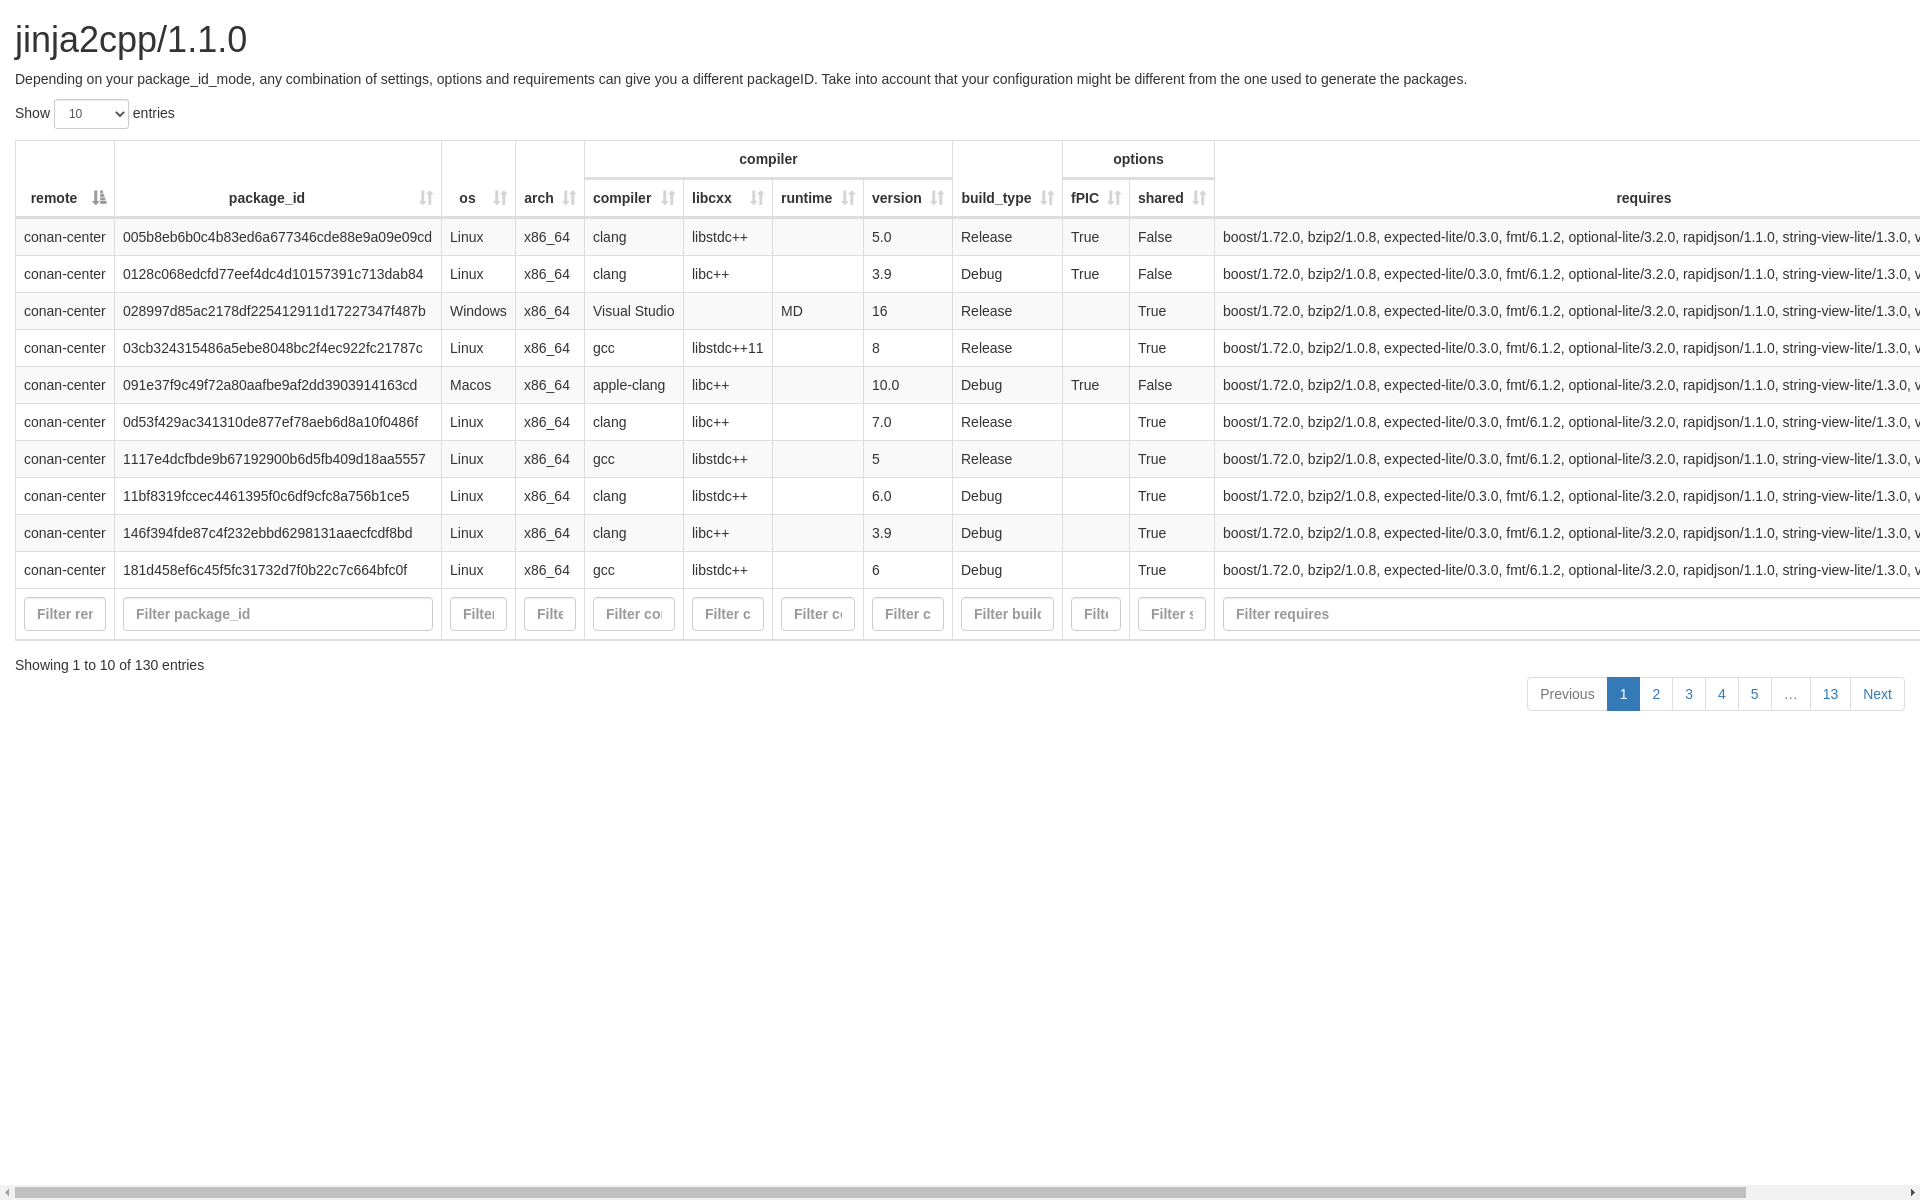 jinja2cpp/1.1.0
Depending on your package_id_mode, any combination of settings, options and requirements can give you a different packageID. Take into account that your configuration might be different from the one used to generate the packages.
Show 10 entries
compiler options
remote package_id os arch compiler libcxx runtime version build_type fPIC shared requires
conan-center 005b8eb6b0c4b83ed6a677346cde88e9a09e09cd Linux x86_64 clang libstdc++ 5.0 Release True False boost/1.72.0, bzip2/1.0.8, expected-lite/0.3.0, fmt/6.1.2, optional-lite/3.2.0, rapidjson/1.1.0, string-view-lite/1.3.0, v
conan-center 0128c068edcfd77eef4dc4d10157391c713dab84 Linux x86_64 clang libc++ 3.9 Debug True False boost/1.72.0, bzip2/1.0.8, expected-lite/0.3.0, fmt/6.1.2, optional-lite/3.2.0, rapidjson/1.1.0, string-view-lite/1.3.0, v
conan-center 028997d85ac2178df225412911d17227347f487b Windows x86_64 Visual Studio MD 16 Release True boost/1.72.0, bzip2/1.0.8, expected-lite/0.3.0, fmt/6.1.2, optional-lite/3.2.0, rapidjson/1.1.0, string-view-lite/1.3.0, v
conan-center 03cb324315486a5ebe8048bc2f4ec922fc21787c Linux x86_64 gcc libstdc++11 8 Release True boost/1.72.0, bzip2/1.0.8, expected-lite/0.3.0, fmt/6.1.2, optional-lite/3.2.0, rapidjson/1.1.0, string-view-lite/1.3.0, v
conan-center 091e37f9c49f72a80aafbe9af2dd3903914163cd Macos x86_64 apple-clang libc++ 10.0 Debug True False boost/1.72.0, bzip2/1.0.8, expected-lite/0.3.0, fmt/6.1.2, optional-lite/3.2.0, rapidjson/1.1.0, string-view-lite/1.3.0, v
conan-center 0d53f429ac341310de877ef78aeb6d8a10f0486f Linux x86_64 clang libc++ 7.0 Release True boost/1.72.0, bzip2/1.0.8, expected-lite/0.3.0, fmt/6.1.2, optional-lite/3.2.0, rapidjson/1.1.0, string-view-lite/1.3.0, v
conan-center 1117e4dcfbde9b67192900b6d5fb409d18aa5557 Linux x86_64 gcc libstdc++ 5 Release True boost/1.72.0, bzip2/1.0.8, expected-lite/0.3.0, fmt/6.1.2, optional-lite/3.2.0, rapidjson/1.1.0, string-view-lite/1.3.0, v
conan-center 11bf8319fccec4461395f0c6df9cfc8a756b1ce5 Linux x86_64 clang libstdc++ 6.0 Debug True boost/1.72.0, bzip2/1.0.8, expected-lite/0.3.0, fmt/6.1.2, optional-lite/3.2.0, rapidjson/1.1.0, string-view-lite/1.3.0, v
conan-center 146f394fde87c4f232ebbd6298131aaecfcdf8bd Linux x86_64 clang libc++ 3.9 Debug True boost/1.72.0, bzip2/1.0.8, expected-lite/0.3.0, fmt/6.1.2, optional-lite/3.2.0, rapidjson/1.1.0, string-view-lite/1.3.0, v
conan-center 181d458ef6c45f5fc31732d7f0b22c7c664bfc0f Linux x86_64 gcc libstdc++ 6 Debug True boost/1.72.0, bzip2/1.0.8, expected-lite/0.3.0, fmt/6.1.2, optional-lite/3.2.0, rapidjson/1.1.0, string-view-lite/1.3.0, v
Filter rer Filter package_id Filter Filte Filter co Filter c Filter c Filter c Filter build Filte Filter s Filter requires
Showing 1 to 10 of 130 entries
Previous 1 2 3 4 5 … 13 Next